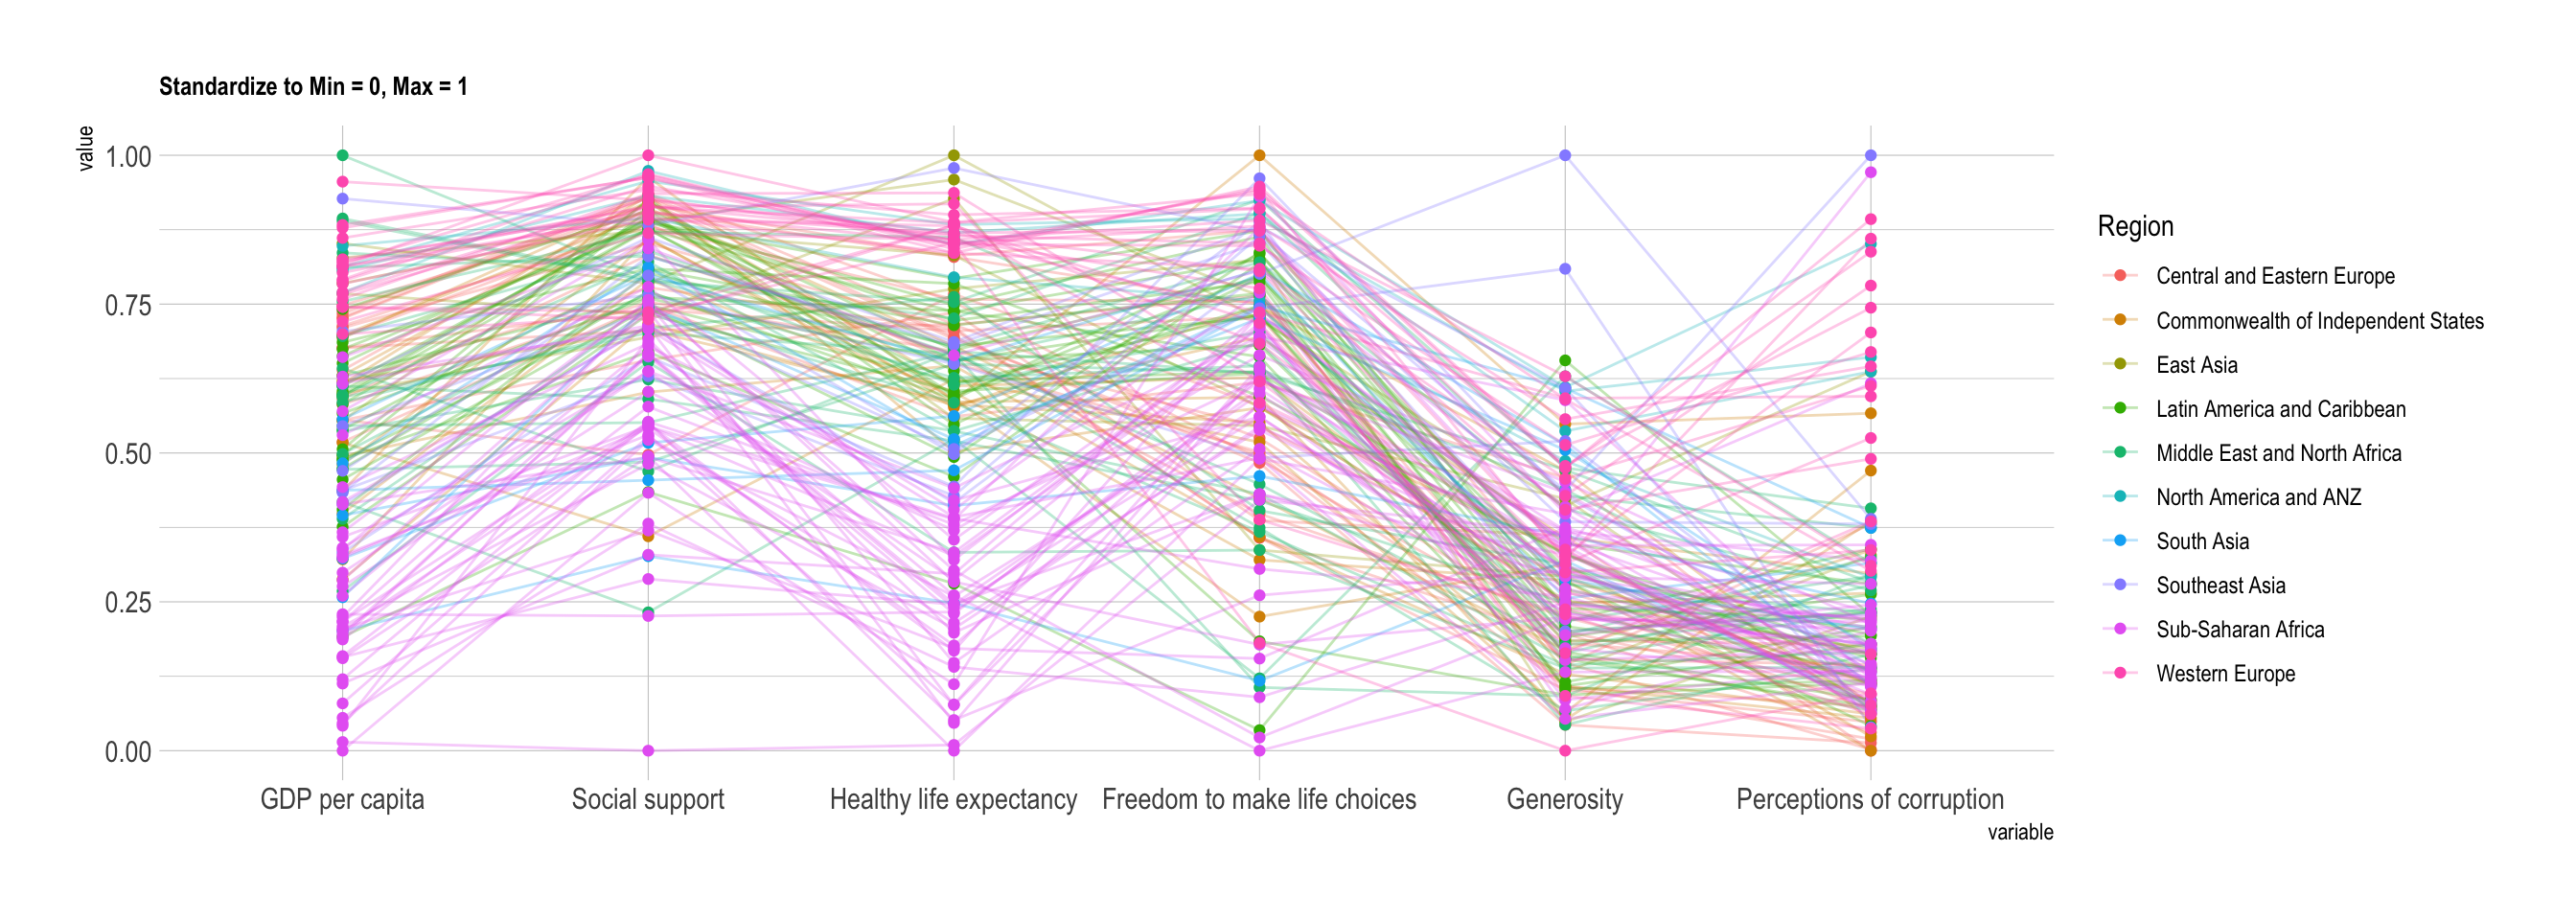 Standardize to Min = 0, Max = 1
value
1.00
0.75
0.50
0.25
0.00
GDP per capita
Social support
Healthy life expectancy
Freedom to make life choices
Generosity
Perceptions of corruption
variable
Region
Central and Eastern Europe
Commonwealth of Independent States
East Asia
Latin America and Caribbean
Middle East and North Africa
North America and ANZ
South Asia
Southeast Asia
Sub-Saharan Africa
Western Europe